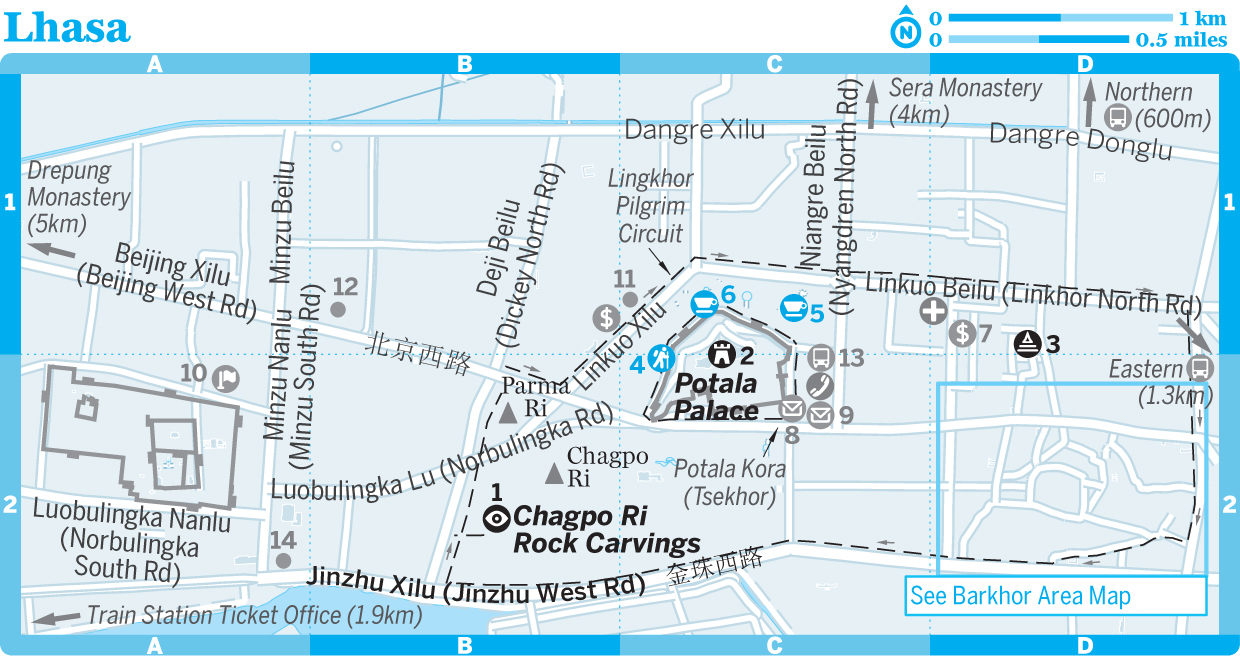 Lhasa
N
0 1 km
0 0.5 miles
A B C D
Sera Monastery
(4km)
Northern
(600m)
Dangre Xilu
Dangre Donglu
Drepung
Monastery
(5km)
1
1
Lingkhor
Pilgrim
Circuit
Minzu Beilu
Deji Beilu
(Dickey North Rd)
Niangre Beilu
(Nyangdren North Rd)
Beijing Xilu
(Beijing West Rd)
12
11
$
6
5
Linkuo Beilu (Linkhor North Rd)
$ 7
3
北京西路
Linkuo Xilu
4
2
13
Potala
Palace
Eastern
(1.3km)
10
Minzu Nanlu
(Minzu South Rd)
Parma
Ri
9
8
Luobulingka Lu (Norbulingka Rd)
Chagpo
Ri
Potala Kora
(Tsekhor)
2
2
1
Chagpo Ri
Rock Carvings
Luobulingka Nanlu
(Norbulingka
South Rd)
14
Jinzhu Xilu (Jinzhu West Rd)
金珠西路
See Barkhor Area Map
Train Station Ticket Office (1.9km)
A B C D